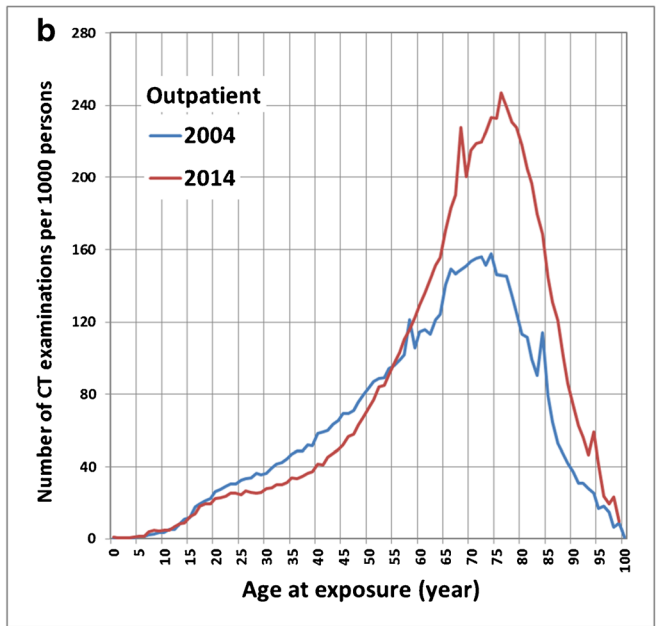 b
280
240
200
160
120
80
40
0
Number of CT examinations per 1000 persons
Outpatient
2004
2014
0 5 10 15 20 25 30 35 40 45 50 55 60 65 70 75 80 85 90 95 100
Age at exposure (year)